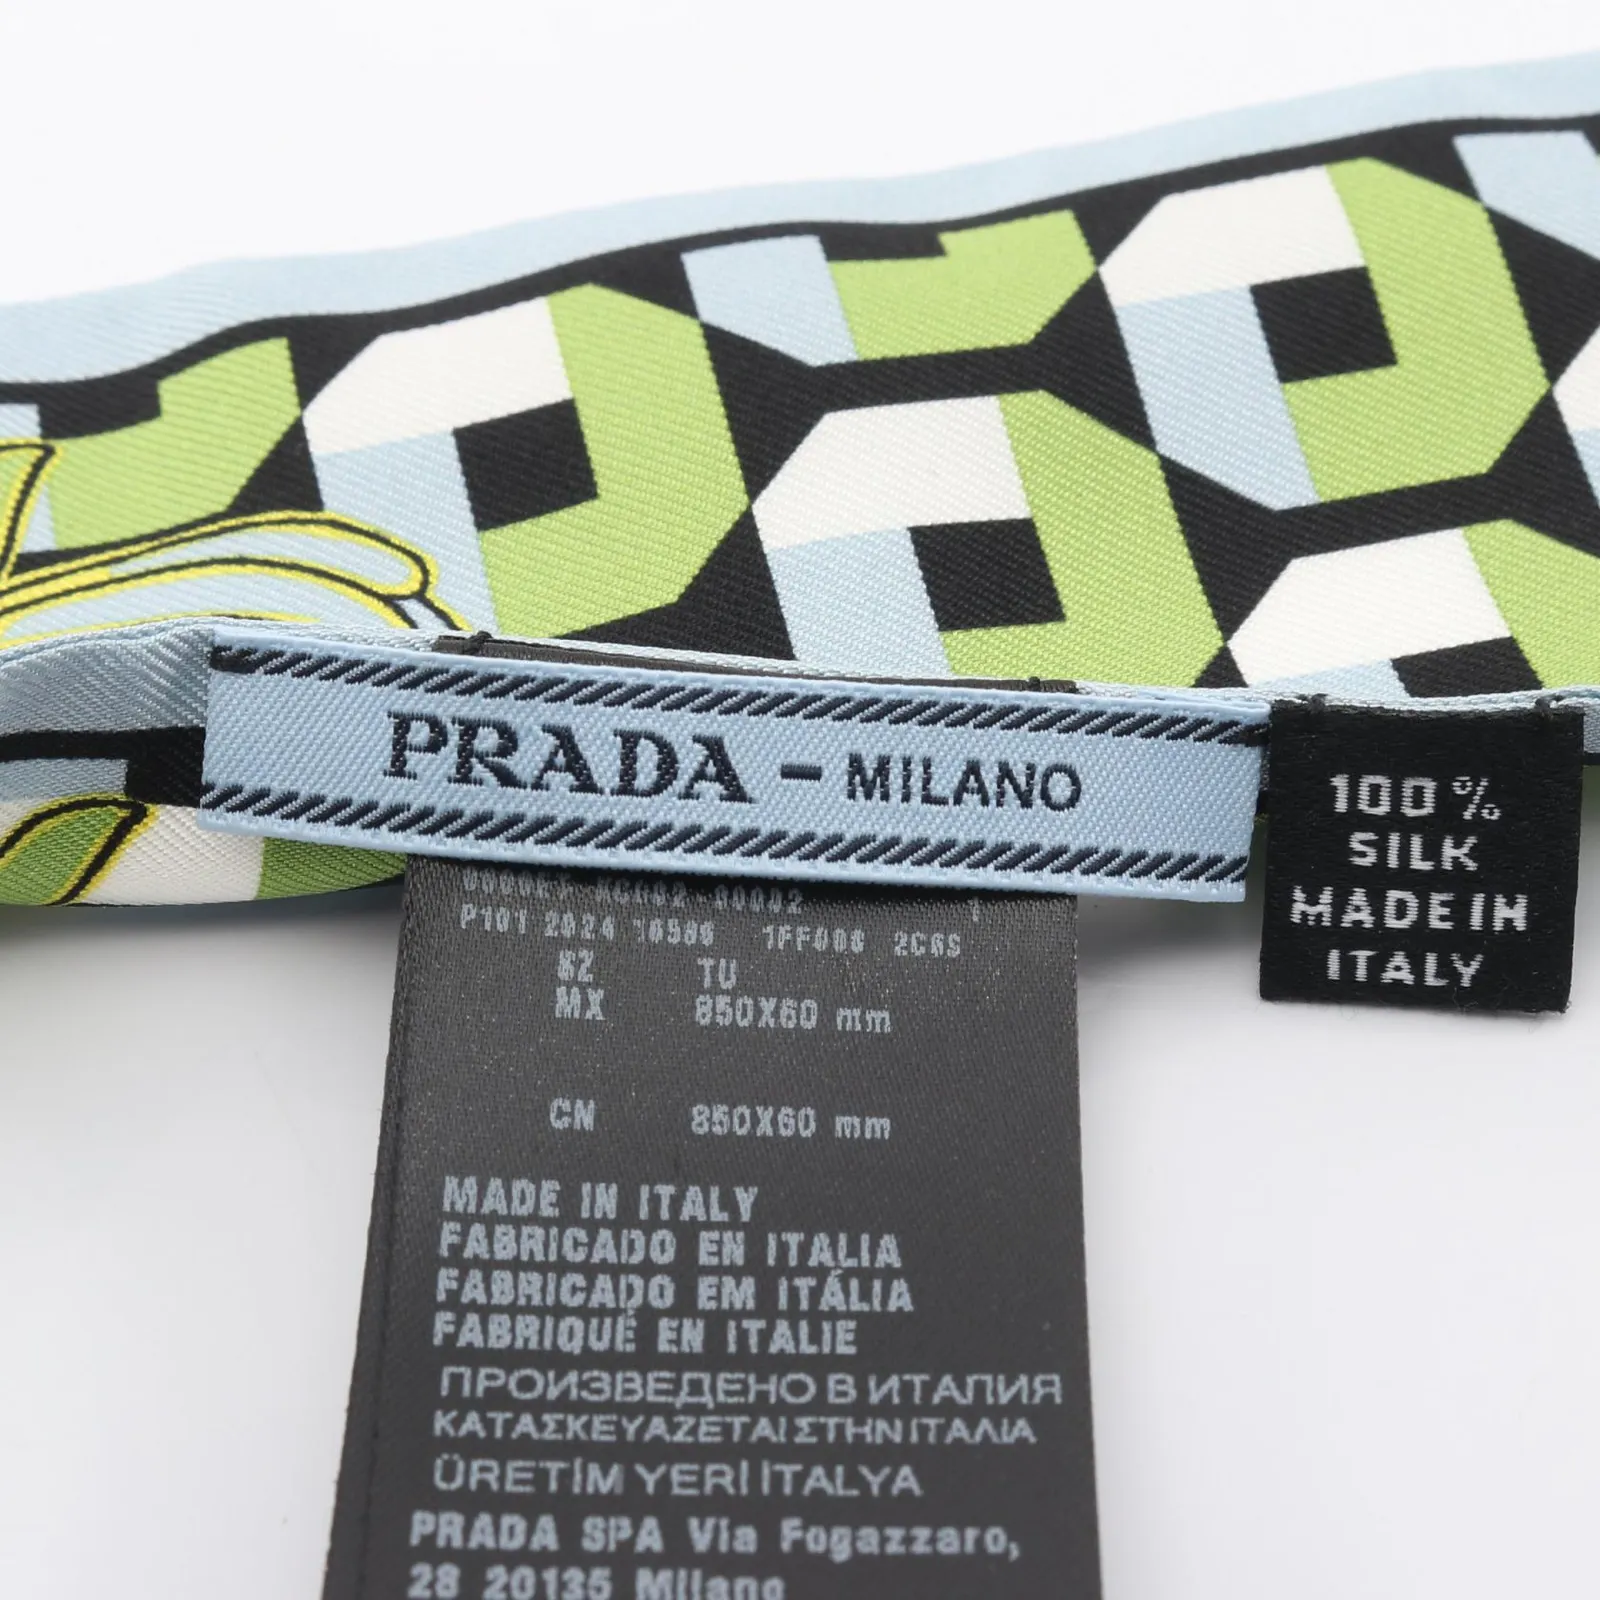 PRADA - MILANO
100 %
SILK
MADE IN
ITALY
P101 2024
SZ TU
MX 850X60 mm
CN 850X60 mm
MADE IN ITALY
FABRICADO EN ITALIA
FABRICADO EM ITÁLIA
FABRIQUÉ EN ITALIE
ПРОИЗВЕДЕНО В ИТАЛИЯ
ΚΑΤΑΣΚΕΥΑΖΕΤΑΙ ΣΤΗΝ ΙΤΑΛΙΑ
ÜRETİM YERİ İTALYA
PRADA SPA Via Fogazzaro,
28 20135 Milano